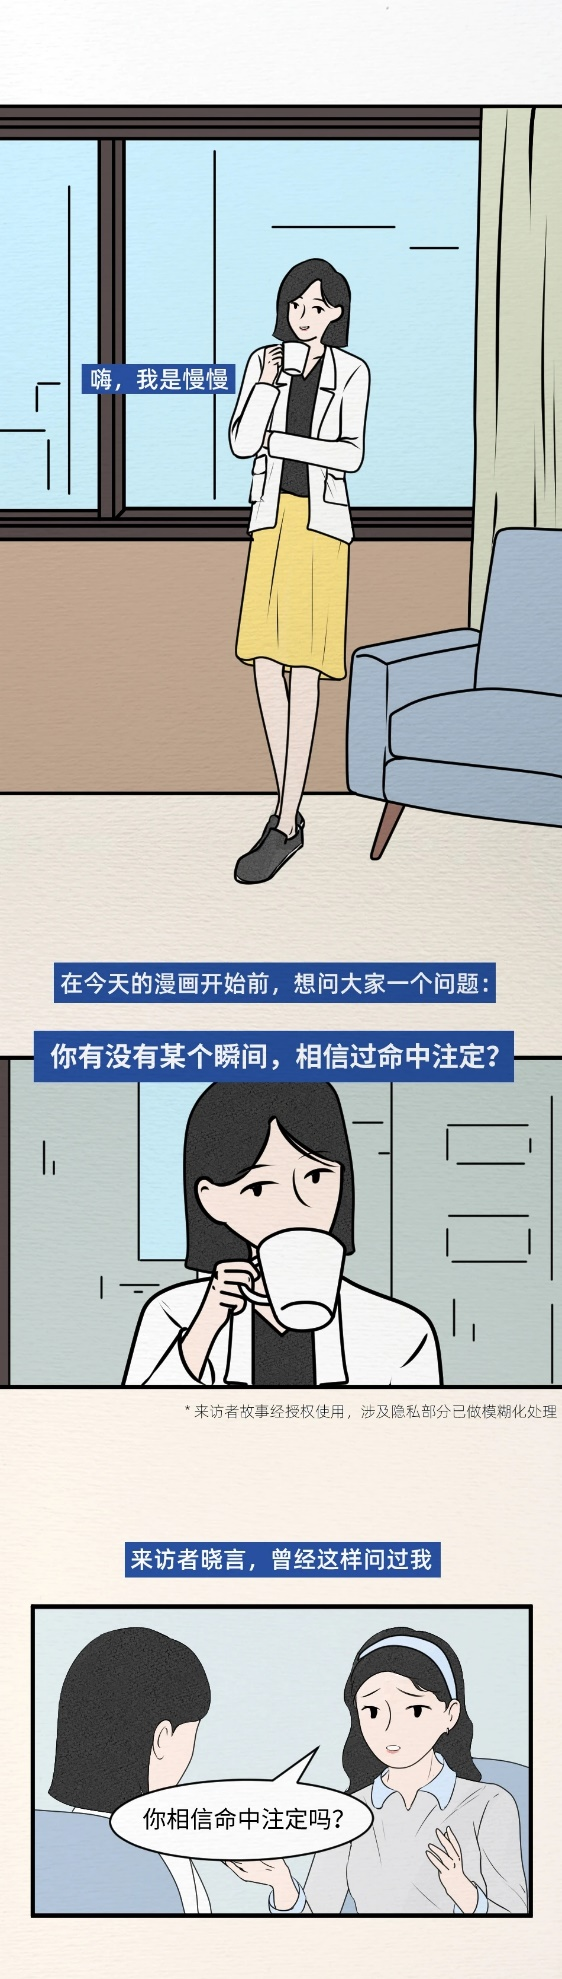 嗨，我是慢慢
在今天的漫画开始前，想问大家一个问题：
你有没有某个瞬间，相信过命中注定？
* 来访者故事经授权使用，涉及隐私部分已做模糊化处理
来访者晓言，曾经这样问过我
你相信命中注定吗？